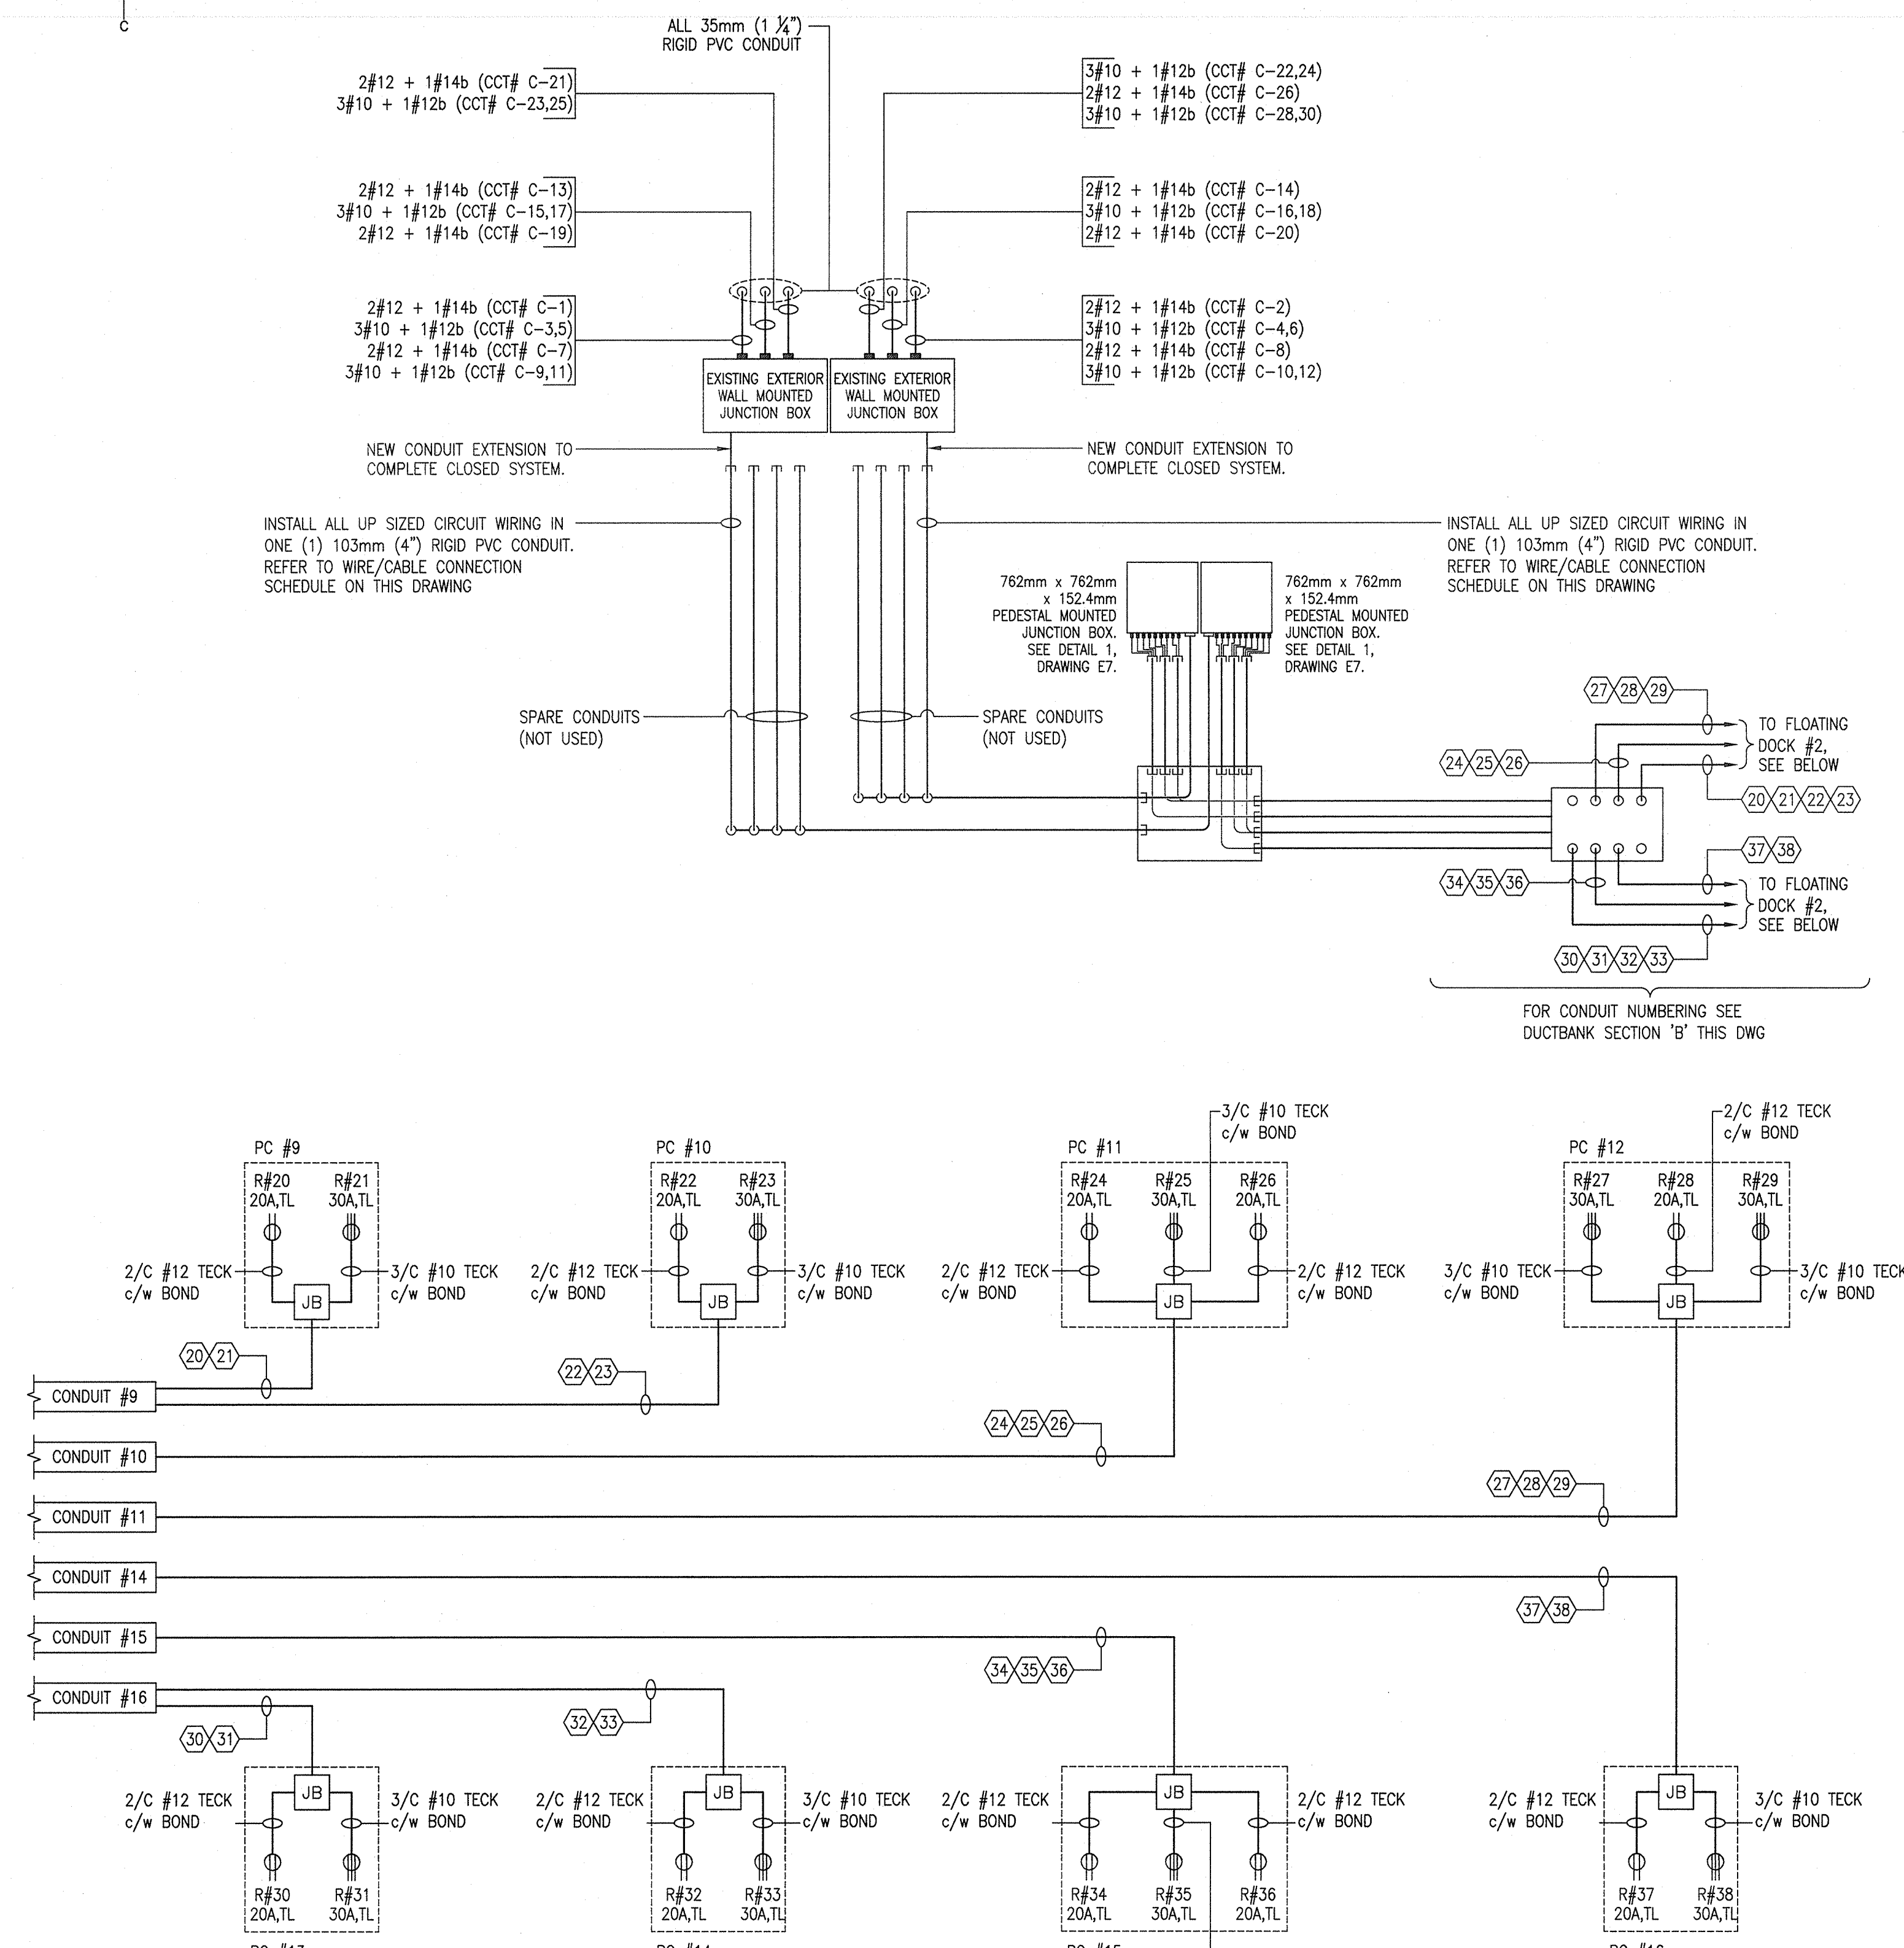 C
ALL 35mm (1 ¼")
RIGID PVC CONDUIT
2#12 + 1#14b (CCT# C-21)
3#10 + 1#12b (CCT# C-23,25)
3#10 + 1#12b (CCT# C-22,24)
2#12 + 1#14b (CCT# C-26)
3#10 + 1#12b (CCT# C-28,30)
2#12 + 1#14b (CCT# C-13)
3#10 + 1#12b (CCT# C-15,17)
2#12 + 1#14b (CCT# C-19)
2#12 + 1#14b (CCT# C-14)
3#10 + 1#12b (CCT# C-16,18)
2#12 + 1#14b (CCT# C-20)
2#12 + 1#14b (CCT# C-1)
3#10 + 1#12b (CCT# C-3,5)
2#12 + 1#14b (CCT# C-7)
3#10 + 1#12b (CCT# C-9,11)
2#12 + 1#14b (CCT# C-2)
3#10 + 1#12b (CCT# C-4,6)
2#12 + 1#14b (CCT# C-8)
3#10 + 1#12b (CCT# C-10,12)
EXISTING EXTERIOR
WALL MOUNTED
JUNCTION BOX
EXISTING EXTERIOR
WALL MOUNTED
JUNCTION BOX
NEW CONDUIT EXTENSION TO
COMPLETE CLOSED SYSTEM.
NEW CONDUIT EXTENSION TO
COMPLETE CLOSED SYSTEM.
INSTALL ALL UP SIZED CIRCUIT WIRING IN
ONE (1) 103mm (4") RIGID PVC CONDUIT.
REFER TO WIRE/CABLE CONNECTION
SCHEDULE ON THIS DRAWING
INSTALL ALL UP SIZED CIRCUIT WIRING IN
ONE (1) 103mm (4") RIGID PVC CONDUIT.
REFER TO WIRE/CABLE CONNECTION
SCHEDULE ON THIS DRAWING
762mm x 762mm
x 152.4mm
PEDESTAL MOUNTED
JUNCTION BOX.
SEE DETAIL 1,
DRAWING E7.
762mm x 762mm
x 152.4mm
PEDESTAL MOUNTED
JUNCTION BOX.
SEE DETAIL 1,
DRAWING E7.
SPARE CONDUITS
(NOT USED)
SPARE CONDUITS
(NOT USED)
27 28 29
TO FLOATING
DOCK #2,
SEE BELOW
24 25 26
20 21 22 23
37 38
34 35 36
TO FLOATING
DOCK #2,
SEE BELOW
30 31 32 33
FOR CONDUIT NUMBERING SEE
DUCTBANK SECTION 'B' THIS DWG
PC #9
R#20 R#21
20A,TL 30A,TL
2/C #12 TECK
c/w BOND
3/C #10 TECK
c/w BOND
JB
PC #10
R#22 R#23
20A,TL 30A,TL
2/C #12 TECK
c/w BOND
3/C #10 TECK
c/w BOND
JB
PC #11
3/C #10 TECK
c/w BOND
R#24 R#25 R#26
20A,TL 30A,TL 20A,TL
2/C #12 TECK
c/w BOND
2/C #12 TECK
c/w BOND
JB
PC #12
2/C #12 TECK
c/w BOND
R#27 R#28 R#29
30A,TL 20A,TL 30A,TL
3/C #10 TECK
c/w BOND
3/C #10 TECK
c/w BOND
JB
20 21
22 23
CONDUIT #9
24 25 26
CONDUIT #10
27 28 29
CONDUIT #11
CONDUIT #14
37 38
CONDUIT #15
34 35 36
CONDUIT #16
30 31
32 33
JB
2/C #12 TECK
c/w BOND
3/C #10 TECK
c/w BOND
R#30 R#31
20A,TL 30A,TL
JB
2/C #12 TECK
c/w BOND
3/C #10 TECK
c/w BOND
R#32 R#33
20A,TL 30A,TL
JB
2/C #12 TECK
c/w BOND
2/C #12 TECK
c/w BOND
R#34 R#35 R#36
20A,TL 30A,TL 20A,TL
JB
2/C #12 TECK
c/w BOND
3/C #10 TECK
c/w BOND
R#37 R#38
20A,TL 30A,TL